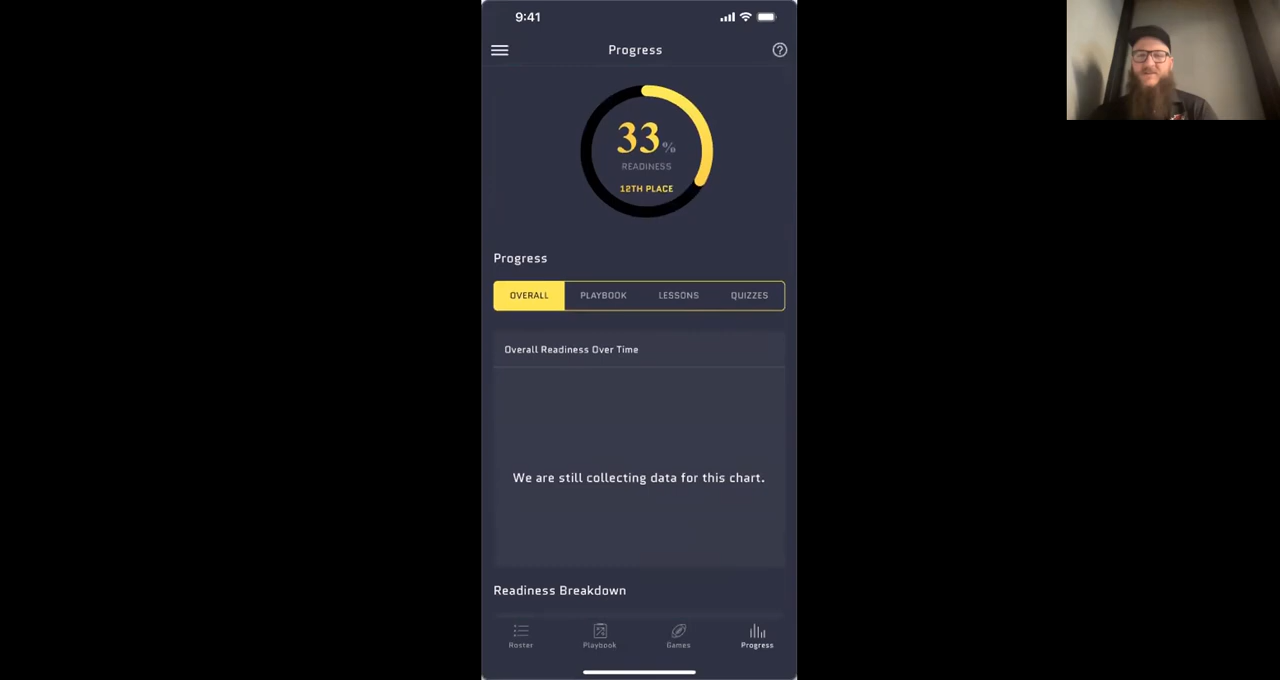 9:41
Progress
33%
READINESS
12TH PLACE
Progress
OVERALL PLAYBOOK LESSONS QUIZZES
Overall Readiness Over Time
We are still collecting data for this chart.
Readiness Breakdown
Roster Playbook Games Progress